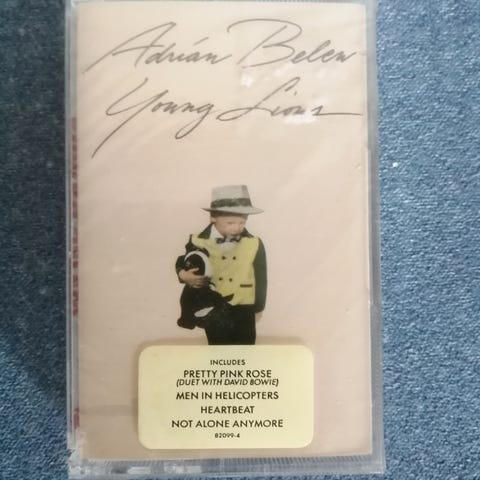 Adrián Belew
Young Lions
INCLUDES
PRETTY PINK ROSE
(DUET WITH DAVID BOWIE)
MEN IN HELICOPTERS
HEARTBEAT
NOT ALONE ANYMORE
82099-4